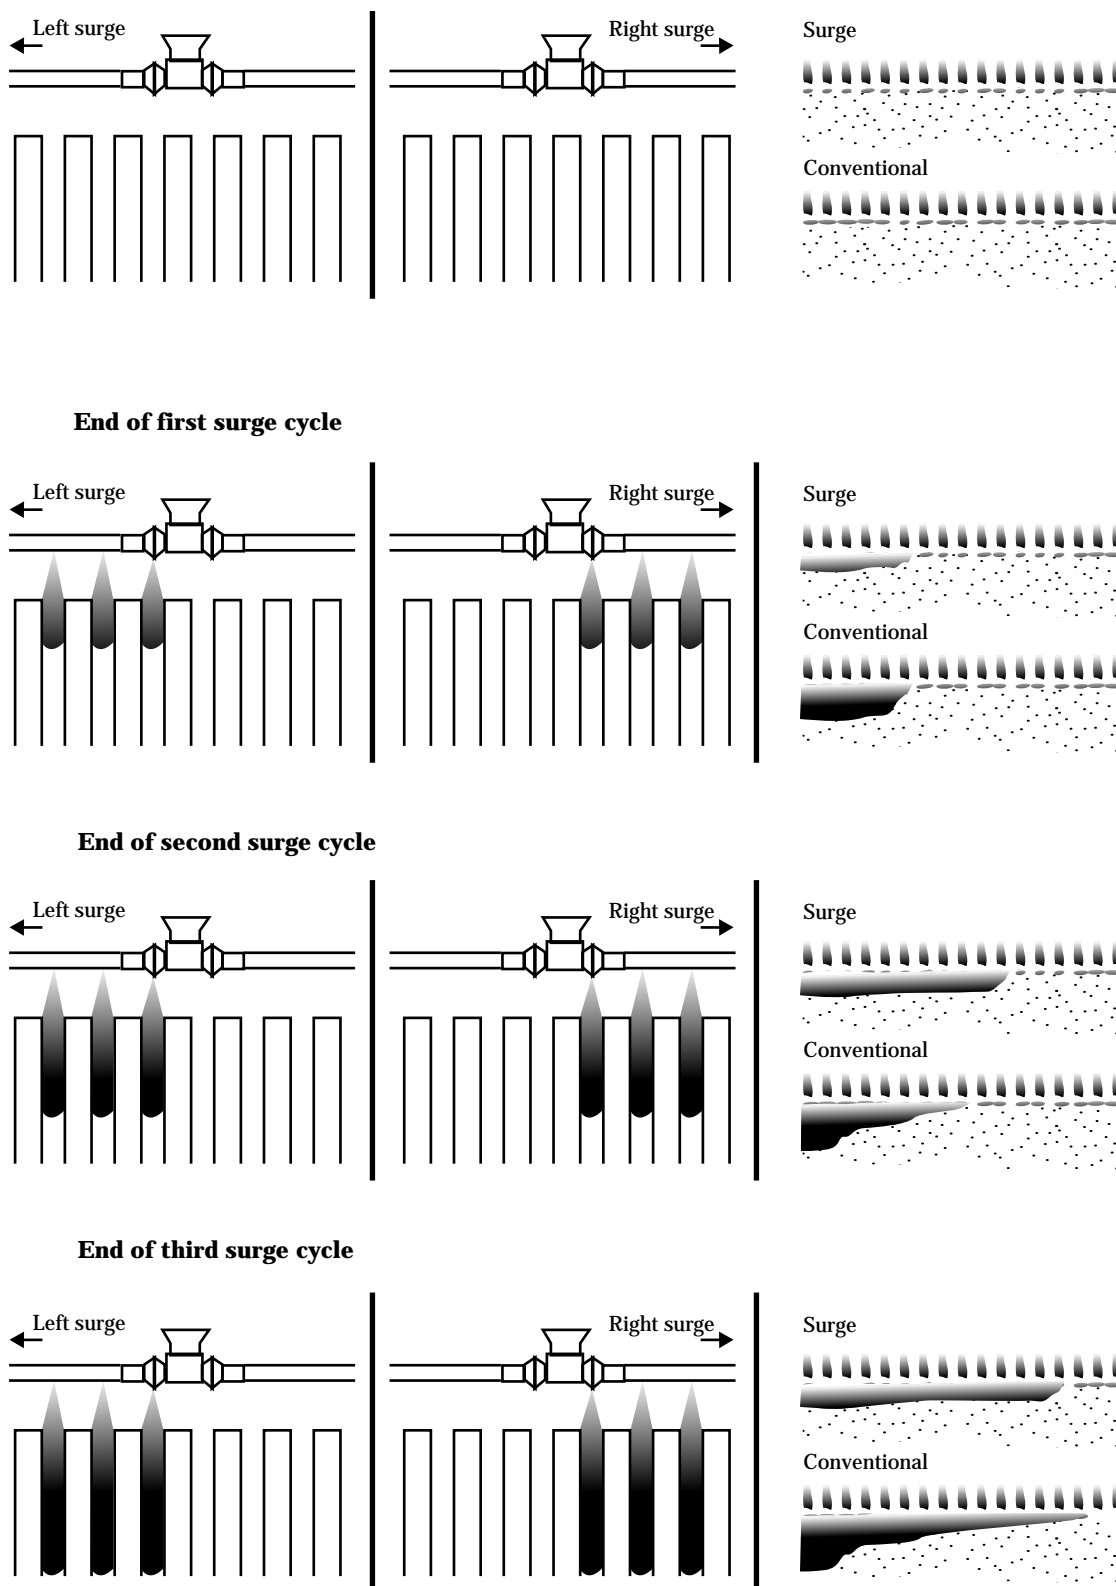 Left surge
Right surge
Surge
Conventional
End of first surge cycle
Left surge
Right surge
Surge
Conventional
End of second surge cycle
Left surge
Right surge
Surge
Conventional
End of third surge cycle
Left surge
Right surge
Surge
Conventional